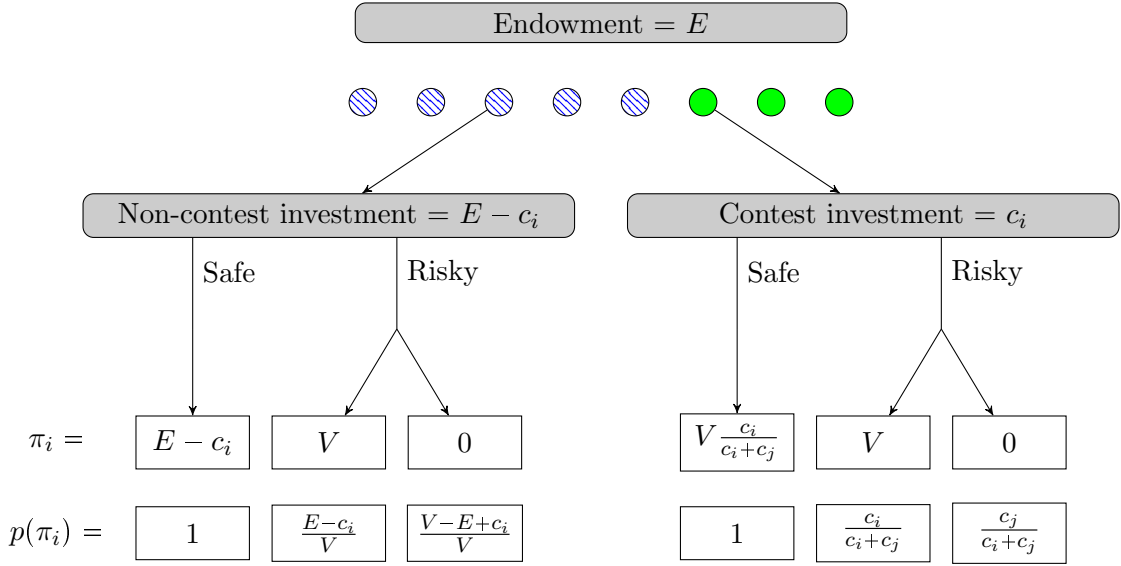 Endowment = E
Non-contest investment = E − c_i
Contest investment = c_i
Safe Risky Safe Risky
π_i = E − c_i V 0 V c_i/(c_i+c_j) V 0
p(π_i) = 1 (E−c_i)/V (V−E+c_i)/V 1 c_i/(c_i+c_j) c_j/(c_i+c_j)